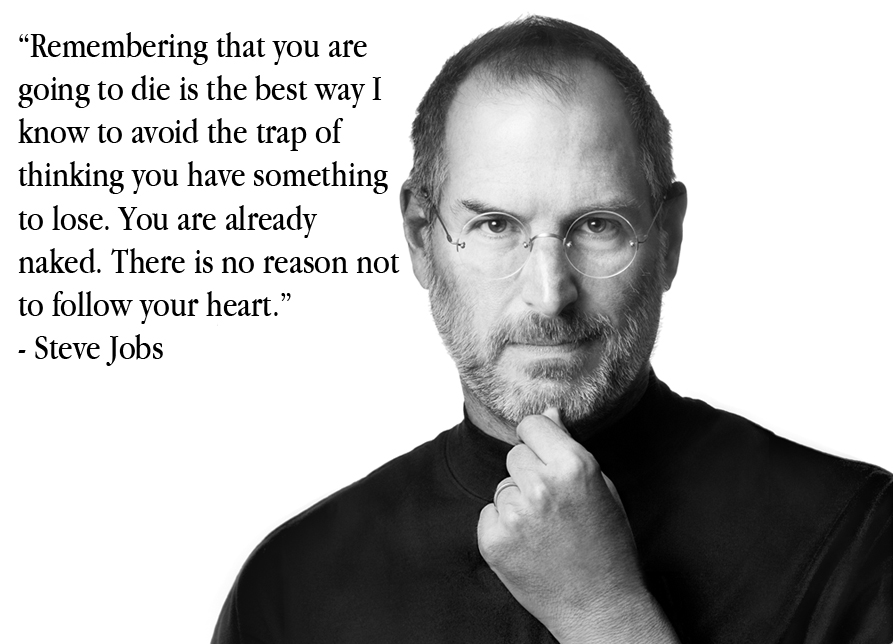 “Remembering that you are
going to die is the best way I
know to avoid the trap of
thinking you have something
to lose. You are already
naked. There is no reason not
to follow your heart.”
- Steve Jobs